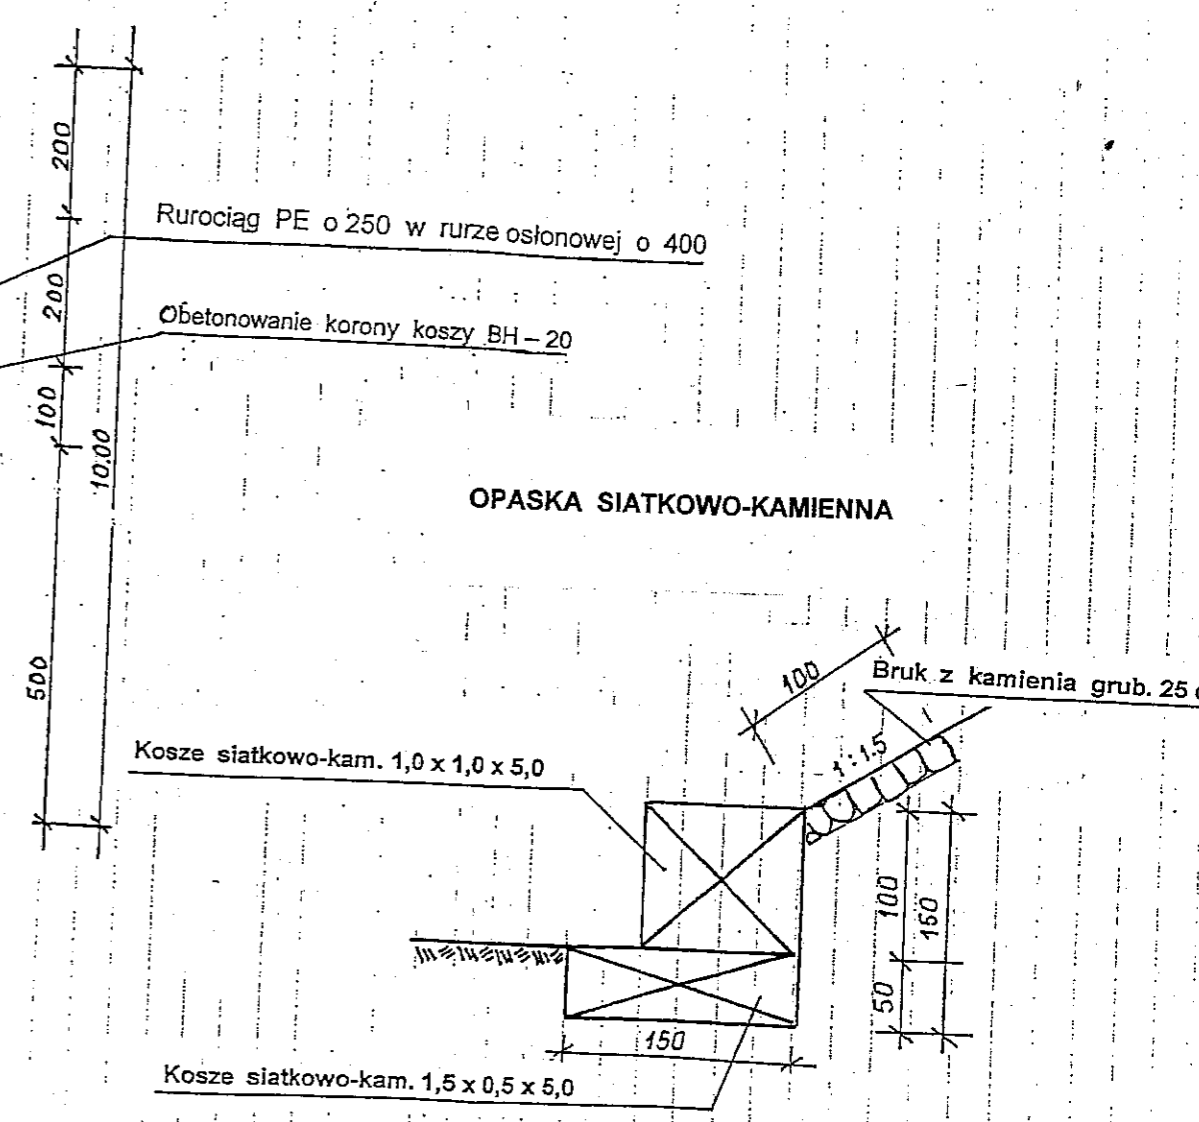 200
Rurociąg PE o 250 w rurze osłonowej o 400
200
Obetonowanie korony koszy BH – 20
100
10.00
OPASKA SIATKOWO-KAMIENNA
500
100
Bruk z kamienia grub. 25 c
1 : 1.5
Kosze siatkowo-kam. 1,0 x 1,0 x 5,0
100
150
50
150
Kosze siatkowo-kam. 1,5 x 0,5 x 5,0